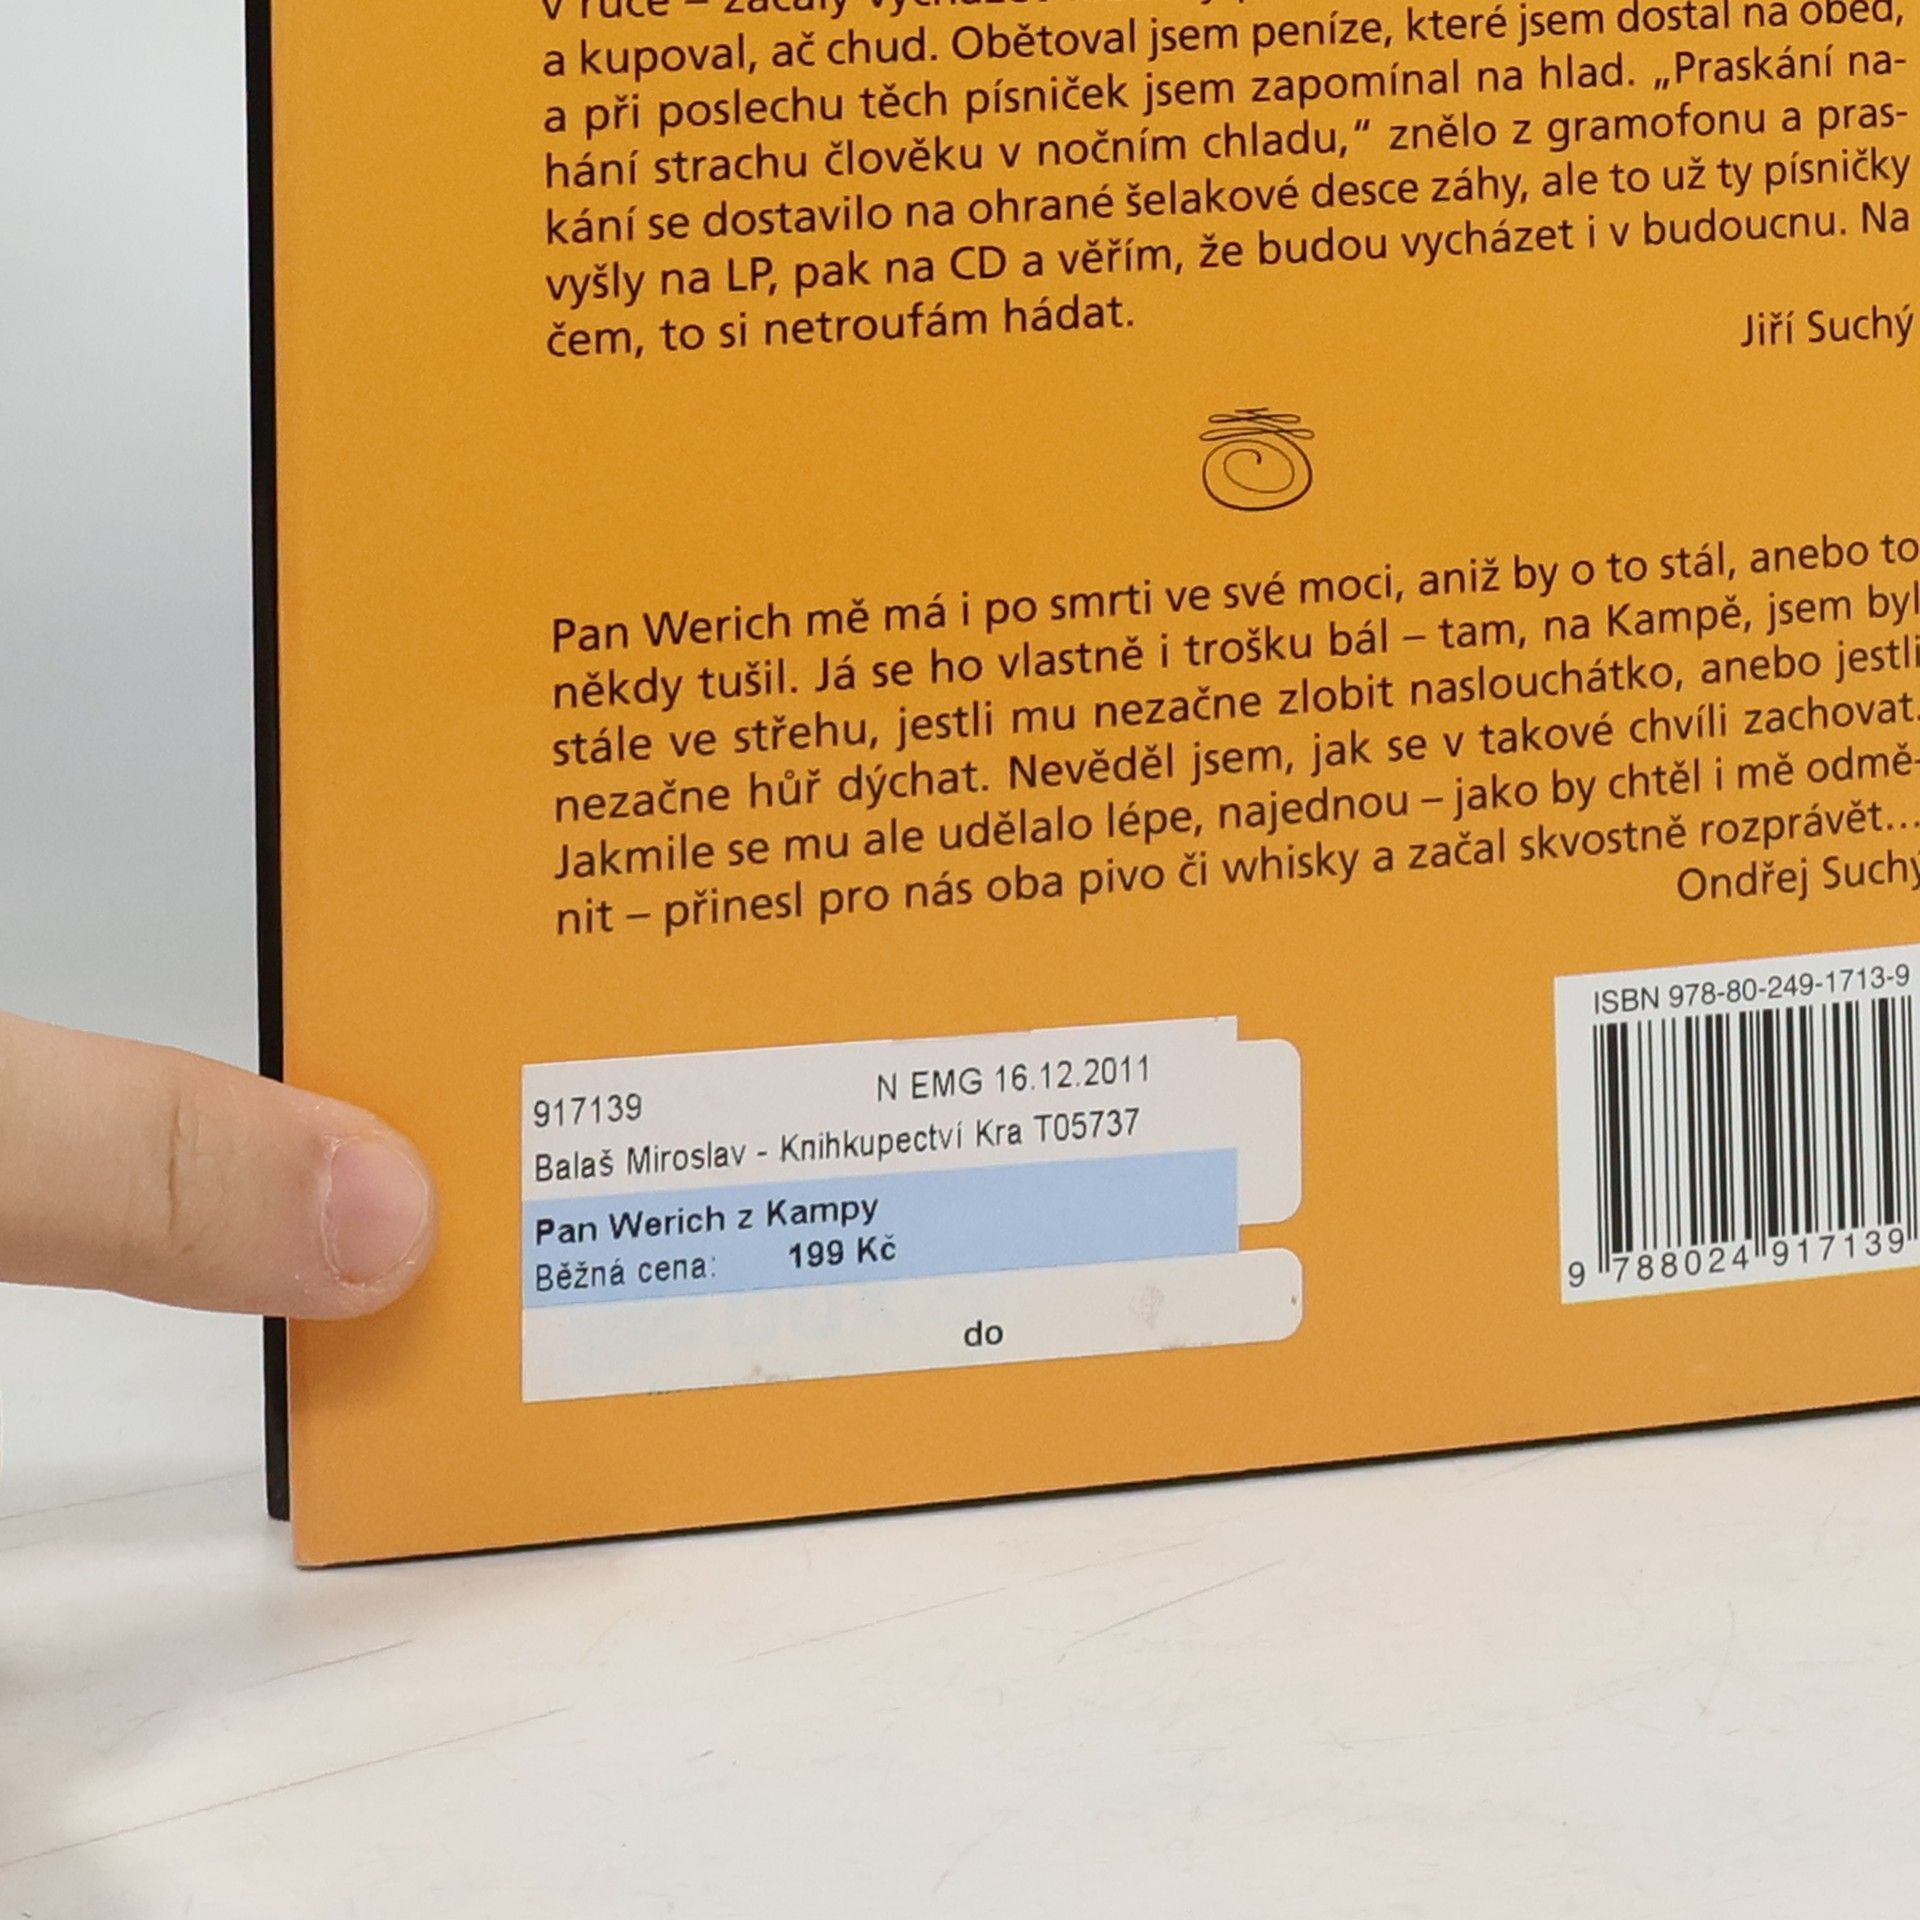 v ruce – začaly
a kupoval, ač chud. Obětoval jsem peníze, které jsem dostal na oběd,
a při poslechu těch písniček jsem zapomínal na hlad. „Praskání na-
hání strachu člověku v nočním chladu,“ znělo z gramofonu a pras-
kání se dostavilo na ohrané šelakové desce záhy, ale to už ty písničky
vyšly na LP, pak na CD a věřím, že budou vycházet i v budoucnu. Na
čem, to si netroufám hádat.
Jiří Suchý
Pan Werich mě má i po smrti ve své moci, aniž by o to stál, anebo to
někdy tušil. Já se ho vlastně i trošku bál – tam, na Kampě, jsem byl
stále ve střehu, jestli mu nezačne zlobit naslouchátko, anebo jestli
nezačne hůř dýchat. Nevěděl jsem, jak se v takové chvíli zachovat.
Jakmile se mu ale udělalo lépe, najednou – jako by chtěl i mě odmě-
nit – přinesl pro nás oba pivo či whisky a začal skvostně rozprávět...
Ondřej Suchý
917139 N EMG 16.12.2011
Balaš Miroslav - Knihkupectví Kra T05737
Pan Werich z Kampy
Běžná cena: 199 Kč
do
ISBN 978-80-249-1713-9
9 788024 917139